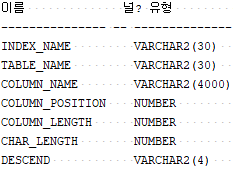 이름 널? 유형
--------------- -- --------------
INDEX_NAME VARCHAR2(30)
TABLE_NAME VARCHAR2(30)
COLUMN_NAME VARCHAR2(4000)
COLUMN_POSITION NUMBER
COLUMN_LENGTH NUMBER
CHAR_LENGTH NUMBER
DESCEND VARCHAR2(4)